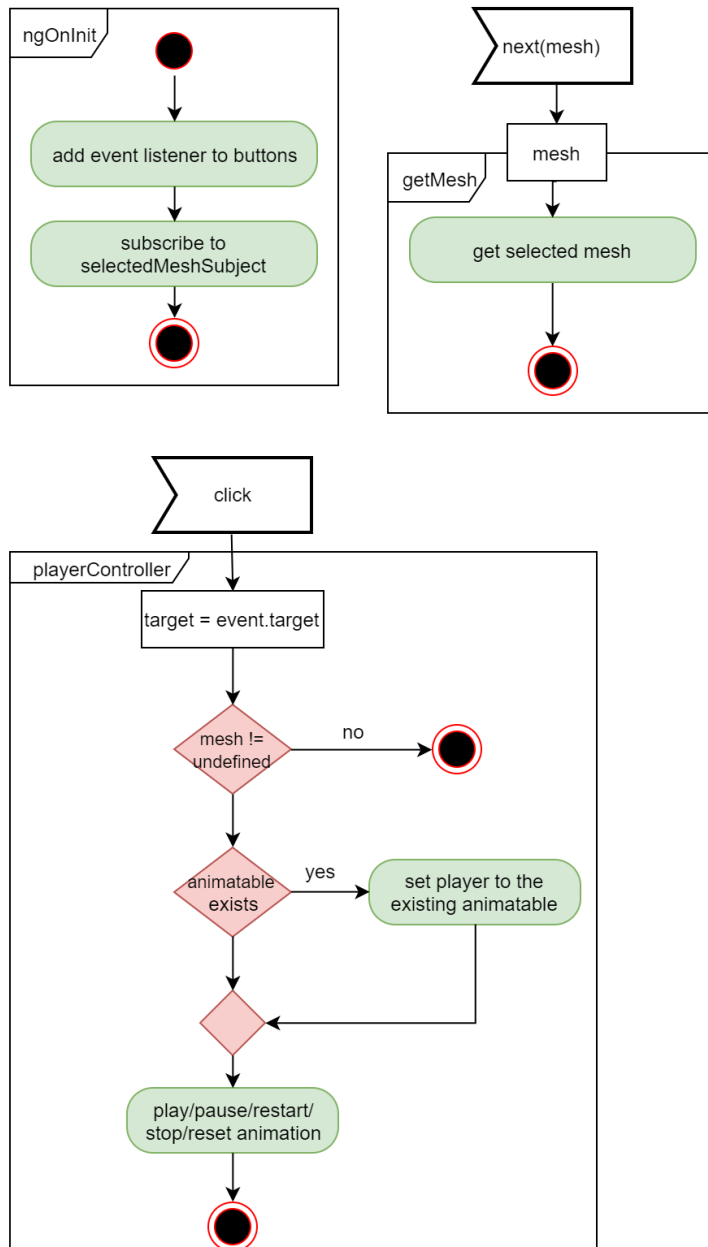 ngOnInit
add event listener to buttons
subscribe to
selectedMeshSubject
next(mesh)
mesh
getMesh
get selected mesh
click
playerController
target = event.target
mesh !=
undefined
no
animatable
exists
yes
set player to the
existing animatable
play/pause/restart/
stop/reset animation